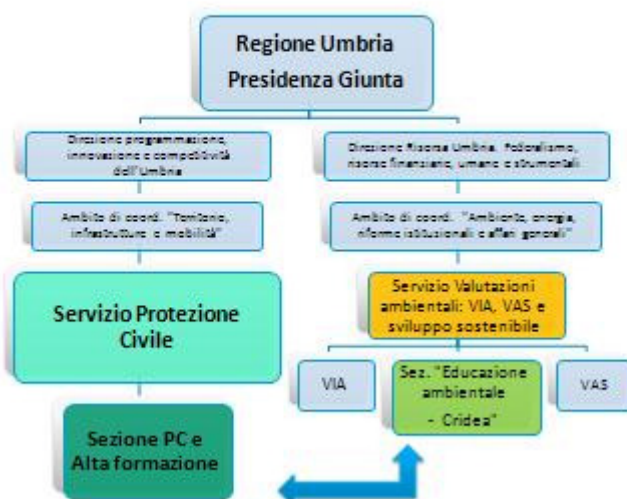 Regione Umbria
Presidenza Giunta
Direzione programmazione,
innovazione e competitività
dell'Umbria
Direzione Risorsa Umbria. Federalismo,
risorse finanziarie, umane e strumentali
Ambito di coord. "Territorio,
infrastrutture e mobilità"
Ambito di coord. "Ambiente, energia,
riforme istituzionali e affari generali"
Servizio Protezione
Civile
Servizio Valutazioni
ambientali: VIA, VAS e
sviluppo sostenibile
VIA
Sez. "Educazione
ambientale
- Cridea"
VAS
Sezione PC e
Alta formazione